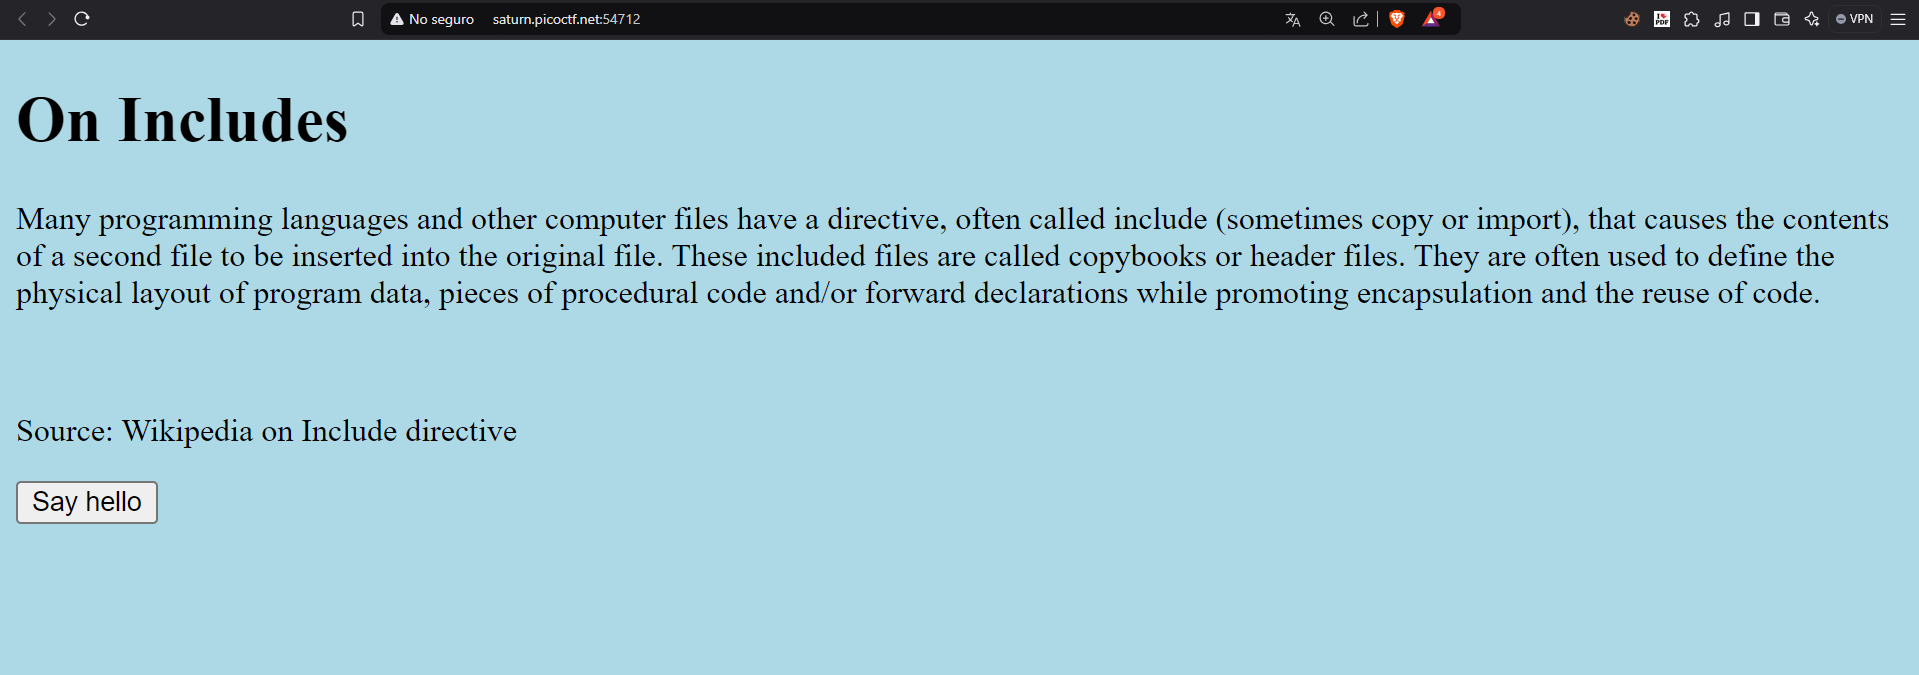 No seguro saturn.picoctf.net:54712
4
I
PDF
VPN
On Includes
Many programming languages and other computer files have a directive, often called include (sometimes copy or import), that causes the contents
of a second file to be inserted into the original file. These included files are called copybooks or header files. They are often used to define the
physical layout of program data, pieces of procedural code and/or forward declarations while promoting encapsulation and the reuse of code.
Source: Wikipedia on Include directive
Say hello